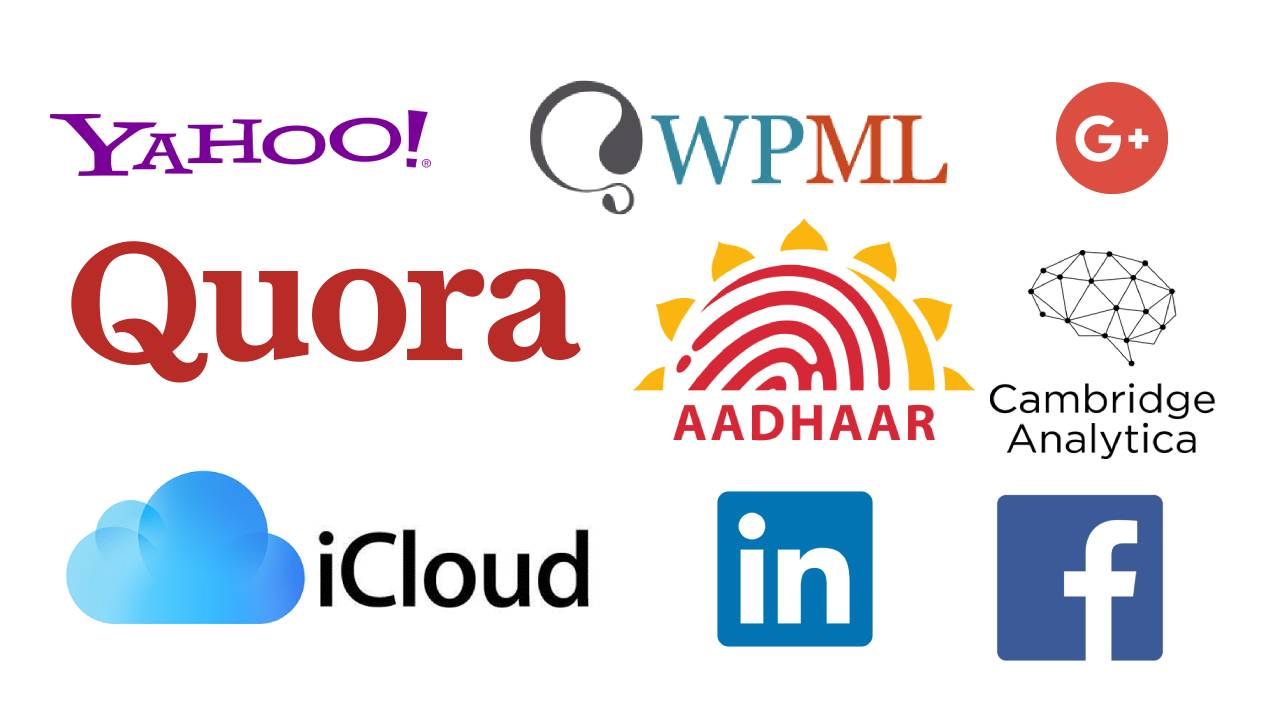 YAHOO!®
WPML
G+
Quora
AADHAAR
Cambridge
Analytica
iCloud
in
f